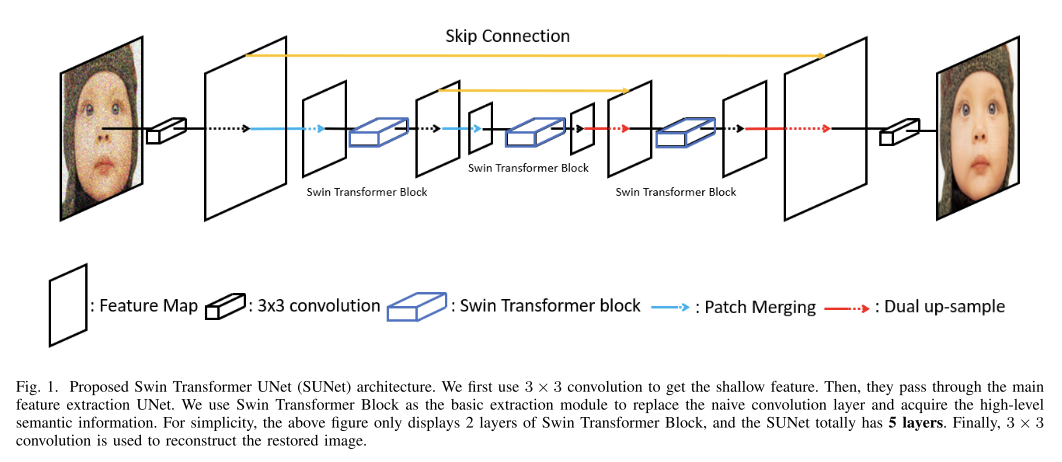 Skip Connection
Swin Transformer Block
Swin Transformer Block
Swin Transformer Block
: Feature Map
: 3x3 convolution
: Swin Transformer block
: Patch Merging
: Dual up-sample
Fig. 1. Proposed Swin Transformer UNet (SUNet) architecture. We first use 3 × 3 convolution to get the shallow feature. Then, they pass through the main
feature extraction UNet. We use Swin Transformer Block as the basic extraction module to replace the naive convolution layer and acquire the high-level
semantic information. For simplicity, the above figure only displays 2 layers of Swin Transformer Block, and the SUNet totally has 5 layers. Finally, 3 × 3
convolution is used to reconstruct the restored image.